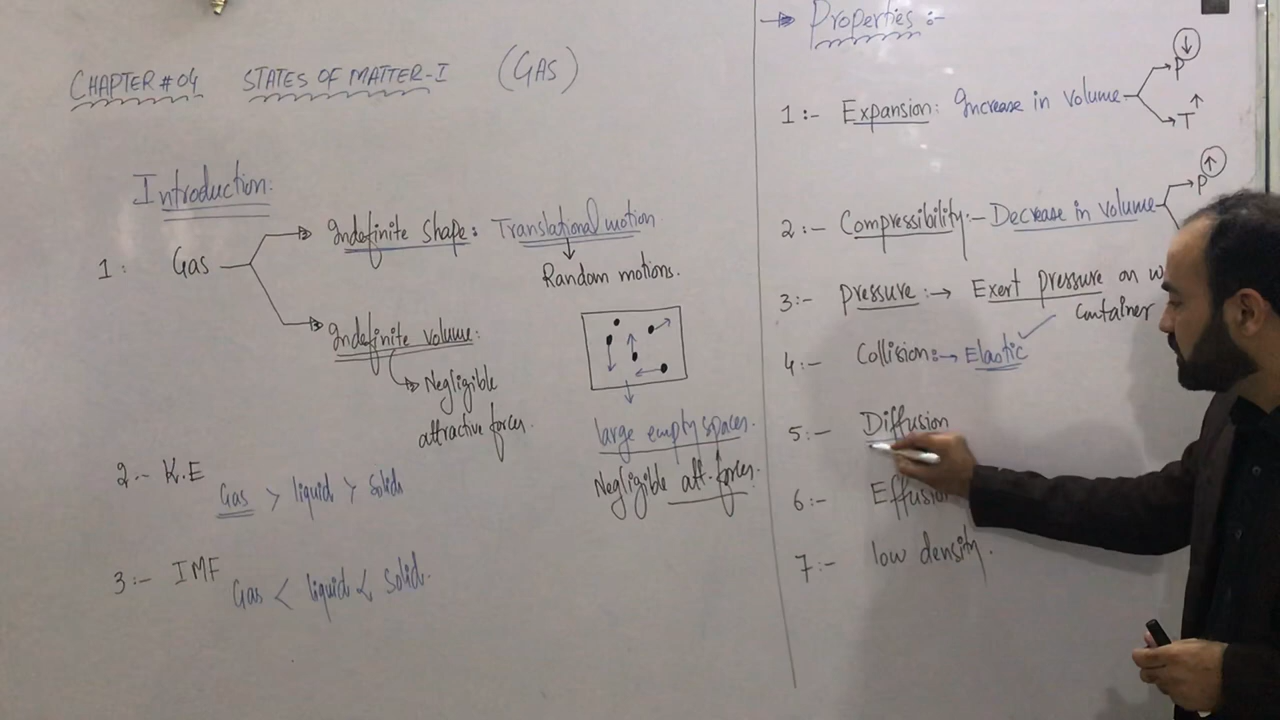 CHAPTER # 04 STATES OF MATTER-I (GAS)
Introduction:
1: Gas
Indefinite shape: Translational motion
Random motions.
Indefinite volume:
Negligible
attractive forces.
large empty spaces.
Negligible att. forces.
2:- K.E
Gas > liquid > solids
3:- IMF
Gas < liquid < solid.
→ Properties :-
1:- Expansion: Increase in volume
P ↓
T ↑
2:- Compressibility:- Decrease in volume
P ↑
3:- pressure:→ Exert pressure on
Container
4:- Collision:→ Elastic ✓
5:- Diffusion
6:- Effusion
7:- low density.